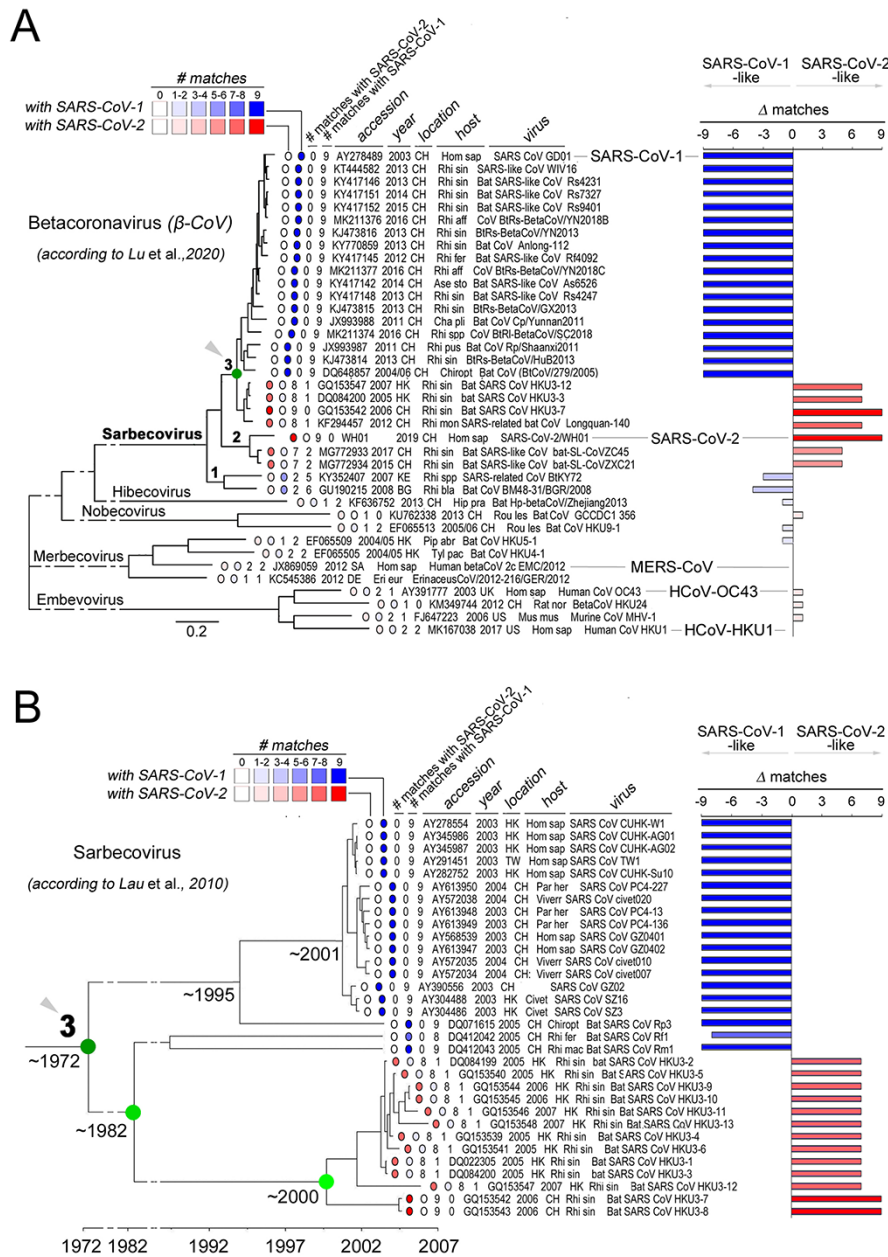 A
SARS-CoV-1 -like
SARS-CoV-2 -like
# matches
0 1-2 3-4 5-6 7-8 9
with SARS-CoV-1
with SARS-CoV-2
# matches with SARS-CoV-2
# matches with SARS-CoV-1
accession year location host virus
Δ matches
-9 -6 -3 0 3 6 9
Betacoronavirus (β-CoV)
(according to Lu et al.,2020)
0 9 AY278489 2003 CH Hom sap SARS CoV GD01 SARS-CoV-1
0 9 KT444582 2013 CH Rhi sin SARS-like CoV WIV16
0 9 KY417146 2013 CH Rhi sin Bat SARS-like CoV Rs4231
0 9 KY417151 2014 CH Rhi sin Bat SARS-like CoV Rs7327
0 9 KY417152 2015 CH Rhi sin Bat SARS-like CoV Rs9401
0 9 MK211376 2016 CH Rhi aff CoV BtRs-BetaCoV/YN2018B
0 9 KJ473816 2013 CH Rhi sin BtRs-BetaCoV/YN2013
0 9 KY770859 2013 CH Rhi sin Bat CoV Anlong-112
0 9 KY417145 2012 CH Rhi fer Bat SARS-like CoV Rf4092
0 9 MK211377 2016 CH Rhi aff CoV BtRs-BetaCoV/YN2018C
0 9 KY417142 2014 CH Ase sto Bat SARS-like CoV As6526
0 9 KY417148 2013 CH Rhi sin Bat SARS-like CoV Rs4247
0 9 KJ473815 2013 CH Rhi sin BtRs-BetaCoV/GX2013
0 9 JX993988 2011 CH Cha pli Bat CoV Cp/Yunnan2011
0 9 MK211374 2016 CH Rhi spp CoV BtRl-BetaCoV/SC2018
0 9 JX993987 2011 CH Rhi pus Bat CoV Rp/Shaanxi2011
0 9 KJ473814 2013 CH Rhi sin BtRs-BetaCoV/HuB2013
0 9 DQ648857 2004/06 CH Chiropt Bat CoV (BtCoV/279/2005)
3
8 1 GQ153547 2007 HK Rhi sin Bat SARS CoV HKU3-12
8 1 DQ084200 2005 HK Rhi sin bat SARS CoV HKU3-3
9 0 GQ153542 2006 CH Rhi sin Bat SARS CoV HKU3-7
8 1 KF294457 2012 CH Rhi mon SARS-related bat CoV Longquan-140
Sarbecovirus 2
9 0 WH01 2019 CH Hom sap SARS-CoV-2/WH01 SARS-CoV-2
7 2 MG772933 2017 CH Rhi sin Bat SARS-like CoV bat-SL-CoVZC45
7 2 MG772934 2015 CH Rhi sin Bat SARS-like CoV bat-SL-CoVZXC21
1
2 5 KY352407 2007 KE Rhi spp SARS-related CoV BtKY72
2 6 GU190215 2008 BG Rhi bla Bat CoV BM48-31/BGR/2008
Hibecovirus
1 2 KF636752 2013 CH Hip pra Bat Hp-betaCoV/Zhejiang2013
Nobecovirus
1 0 KU762338 2013 CH Rou les Bat CoV GCCDC1 356
0 1 EF065513 2005/06 CH Rou les Bat CoV HKU9-1
1 2 EF065509 2004/05 HK Pip abr Bat CoV HKU5-1
2 2 EF065505 2004/05 HK Tyl pac Bat CoV HKU4-1
Merbecovirus
2 2 JX869059 2012 SA Hom sap Human betaCoV 2c EMC/2012 MERS-CoV
1 1 KC545386 2012 DE Eri eur ErinaceusCoV/2012-216/GER/2012
Embevovirus
2 1 AY391777 2003 UK Hom sap Human CoV OC43 HCoV-OC43
1 0 KM349744 2012 CH Rat nor BetaCoV HKU24
2 1 FJ647223 2006 US Mus mus Murine CoV MHV-1
2 2 MK167038 2017 US Hom sap Human CoV HKU1 HCoV-HKU1
0.2
B
SARS-CoV-1 -like
SARS-CoV-2 -like
# matches
0 1-2 3-4 5-6 7-8 9
with SARS-CoV-1
with SARS-CoV-2
# matches with SARS-CoV-2
# matches with SARS-CoV-1
accession year location host virus
Δ matches
-9 -6 -3 0 3 6 9
Sarbecovirus
(according to Lau et al., 2010)
0 9 AY278554 2003 HK Hom sap SARS CoV CUHK-W1
0 9 AY345986 2003 HK Hom sap SARS CoV CUHK-AG01
0 9 AY345987 2003 HK Hom sap SARS CoV CUHK-AG02
0 9 AY291451 2003 TW Hom sap SARS CoV TW1
0 9 AY282752 2003 HK Hom sap SARS CoV CUHK-Su10
0 9 AY613950 2004 CH Par her SARS CoV PC4-227
0 9 AY572038 2004 CH Viverr SARS CoV civet020
0 9 AY613948 2003 CH Par her SARS CoV PC4-13
0 9 AY613949 2003 CH Par her SARS CoV PC4-136
0 9 AY568539 2003 CH Hom sap SARS CoV GZ0401
0 9 AY613947 2003 CH Hom sap SARS CoV GZ0402
0 9 AY572035 2004 CH Viverr SARS CoV civet010
0 9 AY572034 2004 CH: Viverr SARS CoV civet007
0 9 AY390556 2003 CH SARS CoV GZ02
0 9 AY304488 2003 HK Civet SARS CoV SZ16
0 9 AY304486 2003 HK Civet SARS CoV SZ3
~2001
~1995
0 9 DQ071615 2005 CH Chiropt Bat SARS CoV Rp3
0 8 DQ412042 2005 CH Rhi fer Bat SARS CoV Rf1
0 9 DQ412043 2005 CH Rhi mac Bat SARS CoV Rm1
3
~1972
8 1 DQ084199 2005 HK Rhi sin bat SARS CoV HKU3-2
8 1 GQ153540 2005 HK Rhi sin Bat SARS CoV HKU3-5
8 1 GQ153544 2006 HK Rhi sin Bat SARS CoV HKU3-9
8 1 GQ153545 2006 HK Rhi sin Bat SARS CoV HKU3-10
8 1 GQ153546 2007 HK Rhi sin Bat SARS CoV HKU3-11
8 1 GQ153548 2007 HK Rhi sin Bat SARS CoV HKU3-13
8 1 GQ153539 2005 HK Rhi sin Bat SARS CoV HKU3-4
8 1 GQ153541 2005 HK Rhi sin Bat SARS CoV HKU3-6
8 1 DQ022305 2005 HK Rhi sin Bat SARS CoV HKU3-1
8 1 DQ084200 2005 HK Rhi sin Bat SARS CoV HKU3-3
8 1 GQ153547 2007 HK Rhi sin Bat SARS CoV HKU3-12
9 0 GQ153542 2006 CH Rhi sin Bat SARS CoV HKU3-7
9 0 GQ153543 2006 CH Rhi sin Bat SARS CoV HKU3-8
~1982
~2000
1972 1982 1992 1997 2002 2007